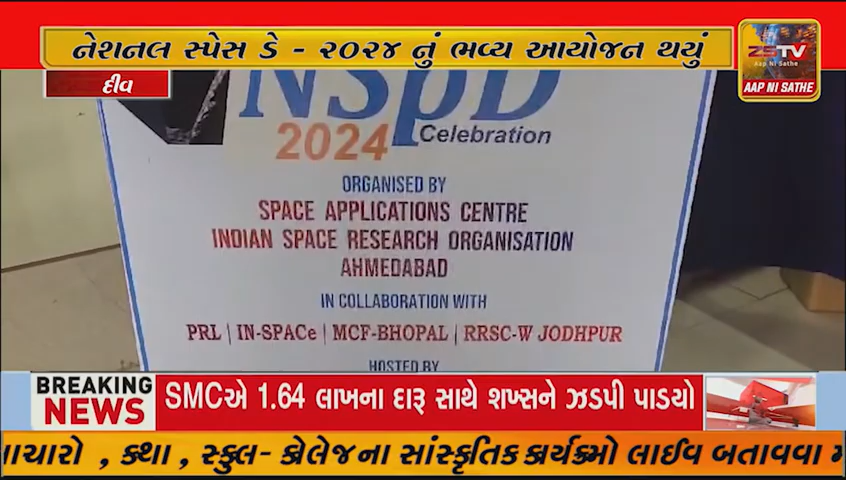 નેશનલ સ્પેસ ડે - ૨૦૨૪ નું ભવ્ય આયોજન થયું
ZSTV
Aap Ni Sathe
AAP NI SATHE
દીવ
NSpD
2024 Celebration
ORGANISED BY
SPACE APPLICATIONS CENTRE
INDIAN SPACE RESEARCH ORGANISATION
AHMEDABAD
IN COLLABORATION WITH
PRL | IN-SPACe | MCF-BHOPAL | RRSC-W JODHPUR
HOSTED BY
BREAKING
NEWS
SMCએ 1.64 લાખના દારૂ સાથે શખ્સને ઝડપી પાડયો
ાચારો , કથા , સ્કુલ- કોલેજના સાંસ્કૃતિક કાર્યક્રમો લાઈવ બતાવવા મ